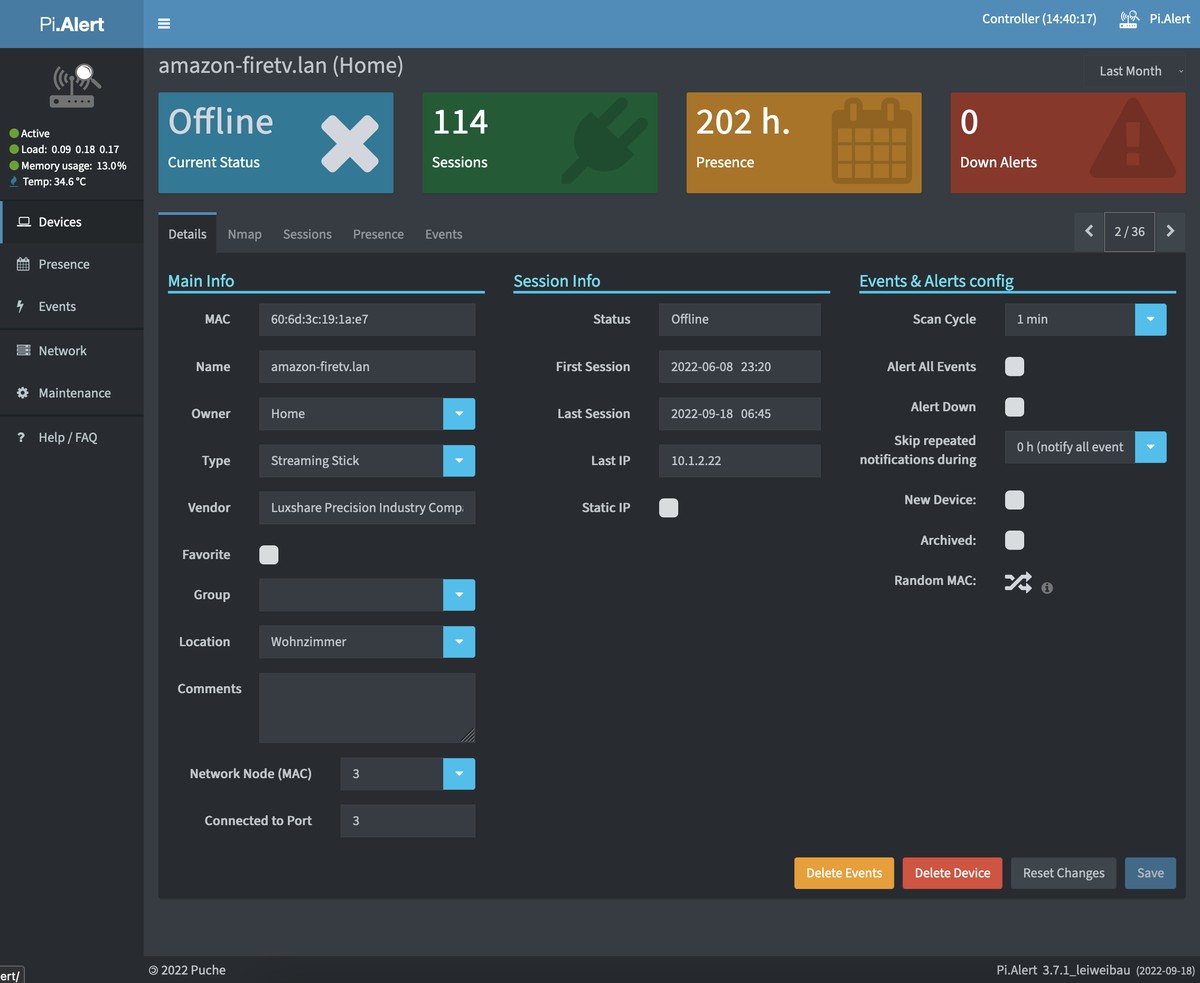 Pi.Alert
Controller (14:40:17)
Pi.Alert
Active
Load: 0.09 0.18 0.17
Memory usage: 13.0%
Temp: 34.6 °C
Devices
Presence
Events
Network
Maintenance
Help / FAQ
amazon-firetv.lan (Home)
Last Month
Offline
Current Status
114
Sessions
202 h.
Presence
0
Down Alerts
Details
Nmap
Sessions
Presence
Events
2 / 36
Main Info
MAC
60:6d:3c:19:1a:e7
Name
amazon-firetv.lan
Owner
Home
Type
Streaming Stick
Vendor
Luxshare Precision Industry Comp
Favorite
Group
Location
Wohnzimmer
Comments
Network Node (MAC)
3
Connected to Port
3
Session Info
Status
Offline
First Session
2022-06-08 23:20
Last Session
2022-09-18 06:45
Last IP
10.1.2.22
Static IP
Events & Alerts config
Scan Cycle
1 min
Alert All Events
Alert Down
Skip repeated
notifications during
0 h (notify all event
New Device:
Archived:
Random MAC:
Delete Events
Delete Device
Reset Changes
Save
ert/
🄯 2022 Puche
Pi.Alert 3.7.1_leiweibau (2022-09-18)